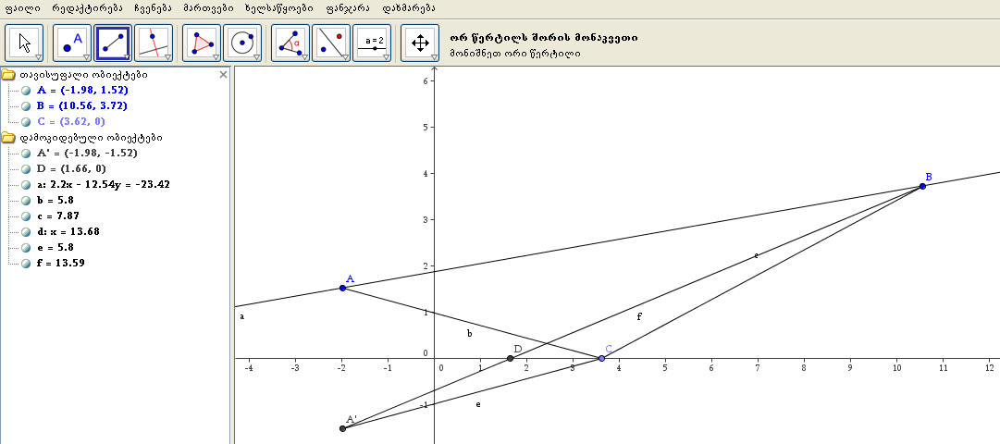 ფაილი რედაქტირება ჩვენება მართვები ხელსაწყოები ფანჯარა დახმარება
A α a = 2
ორ წერტილს შორის მონაკვეთი
მონიშნეთ ორი წერტილი
თავისუფალი ობიექტები
A = (-1.98, 1.52)
B = (10.56, 3.72)
C = (3.62, 0)
დამოკიდებული ობიექტები
A' = (-1.98, -1.52)
D = (1.66, 0)
a: 2.2x - 12.54y = -23.42
b = 5.8
c = 7.87
d: x = 13.68
e = 5.8
f = 13.59
6
5
4
B
3
c
2
A
a
1
f
b
0
D C
-4 -3 -2 -1 0 1 2 3 4 5 6 7 8 9 10 11 12
-1
e
A'